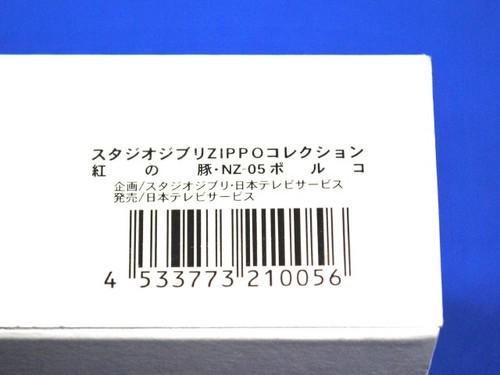 スタジオジブリZIPPOコレクション
紅の豚・NZ-05ポルコ
企画/スタジオジブリ・日本テレビサービス
発売/日本テレビサービス
4 533773 210056